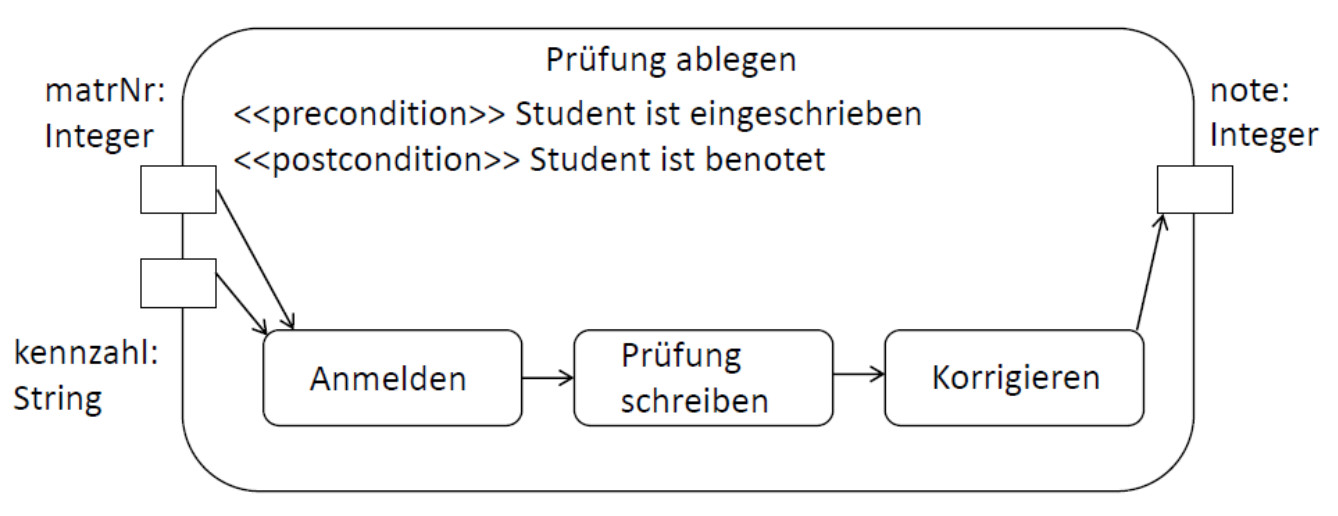 Prüfung ablegen
matrNr:
Integer
<<precondition>> Student ist eingeschrieben
<<postcondition>> Student ist benotet
note:
Integer
kennzahl:
String
Anmelden
Prüfung
schreiben
Korrigieren